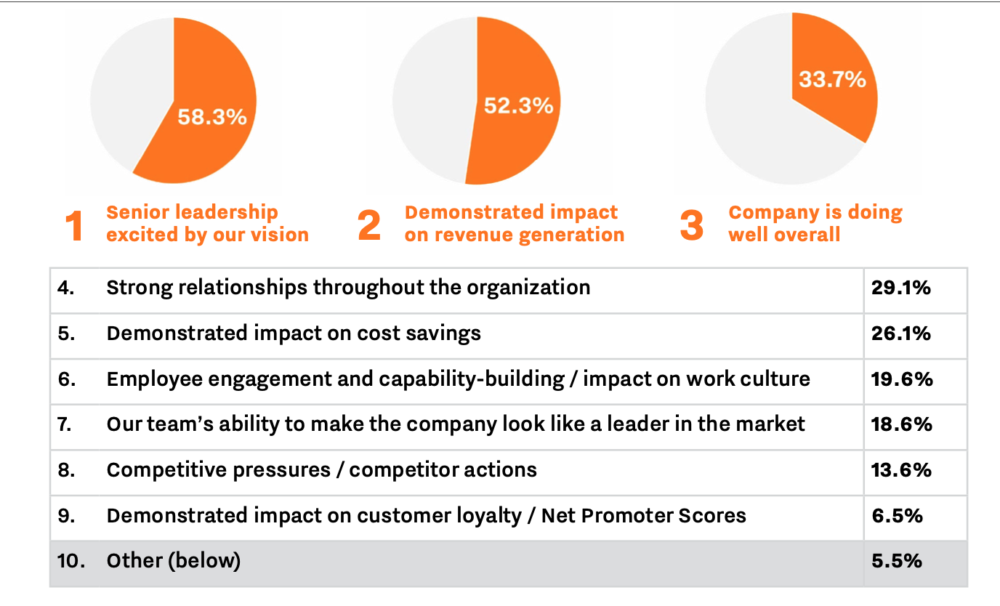 58.3%
52.3%
33.7%
1 Senior leadership
excited by our vision
2 Demonstrated impact
on revenue generation
3 Company is doing
well overall
4. Strong relationships throughout the organization 29.1%
5. Demonstrated impact on cost savings 26.1%
6. Employee engagement and capability-building / impact on work culture 19.6%
7. Our team’s ability to make the company look like a leader in the market 18.6%
8. Competitive pressures / competitor actions 13.6%
9. Demonstrated impact on customer loyalty / Net Promoter Scores 6.5%
10. Other (below) 5.5%